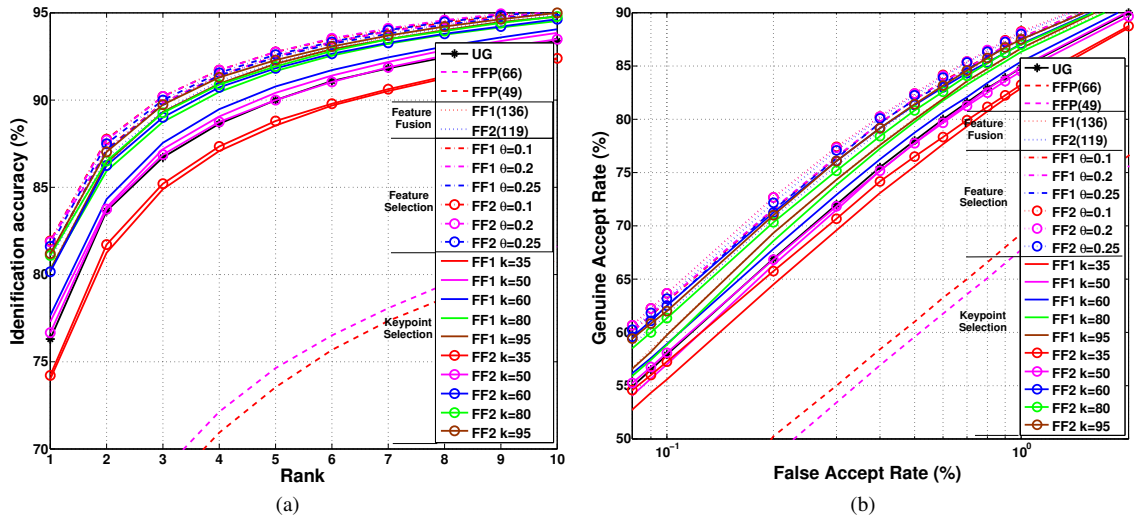 95
90
85
80
75
70
Idenification accuracy (%)
1 2 3 4 5 6 7 8 9 10
Rank
UG
FFP(66)
FFP(49)
Feature
Fusion
FF1(136)
FF2(119)
Feature
Selection
FF1 θ=0.1
FF1 θ=0.2
FF1 θ=0.25
FF2 θ=0.1
FF2 θ=0.2
FF2 θ=0.25
Keypoint
Selection
FF1 k=35
FF1 k=50
FF1 k=60
FF1 k=80
FF1 k=95
FF2 k=35
FF2 k=50
FF2 k=60
FF2 k=80
FF2 k=95
(a)
90
85
80
75
70
65
60
55
50
Genuine Accept Rate (%)
10⁻¹ 10⁰
False Accept Rate (%)
UG
FFP(66)
FFP(49)
Feature
Fusion
FF1(136)
FF2(119)
Feature
Selection
FF1 θ=0.1
FF1 θ=0.2
FF1 θ=0.25
FF2 θ=0.1
FF2 θ=0.2
FF2 θ=0.25
Keypoint
Selection
FF1 k=35
FF1 k=50
FF1 k=60
FF1 k=80
FF1 k=95
FF2 k=35
FF2 k=50
FF2 k=60
FF2 k=80
FF2 k=95
(b)